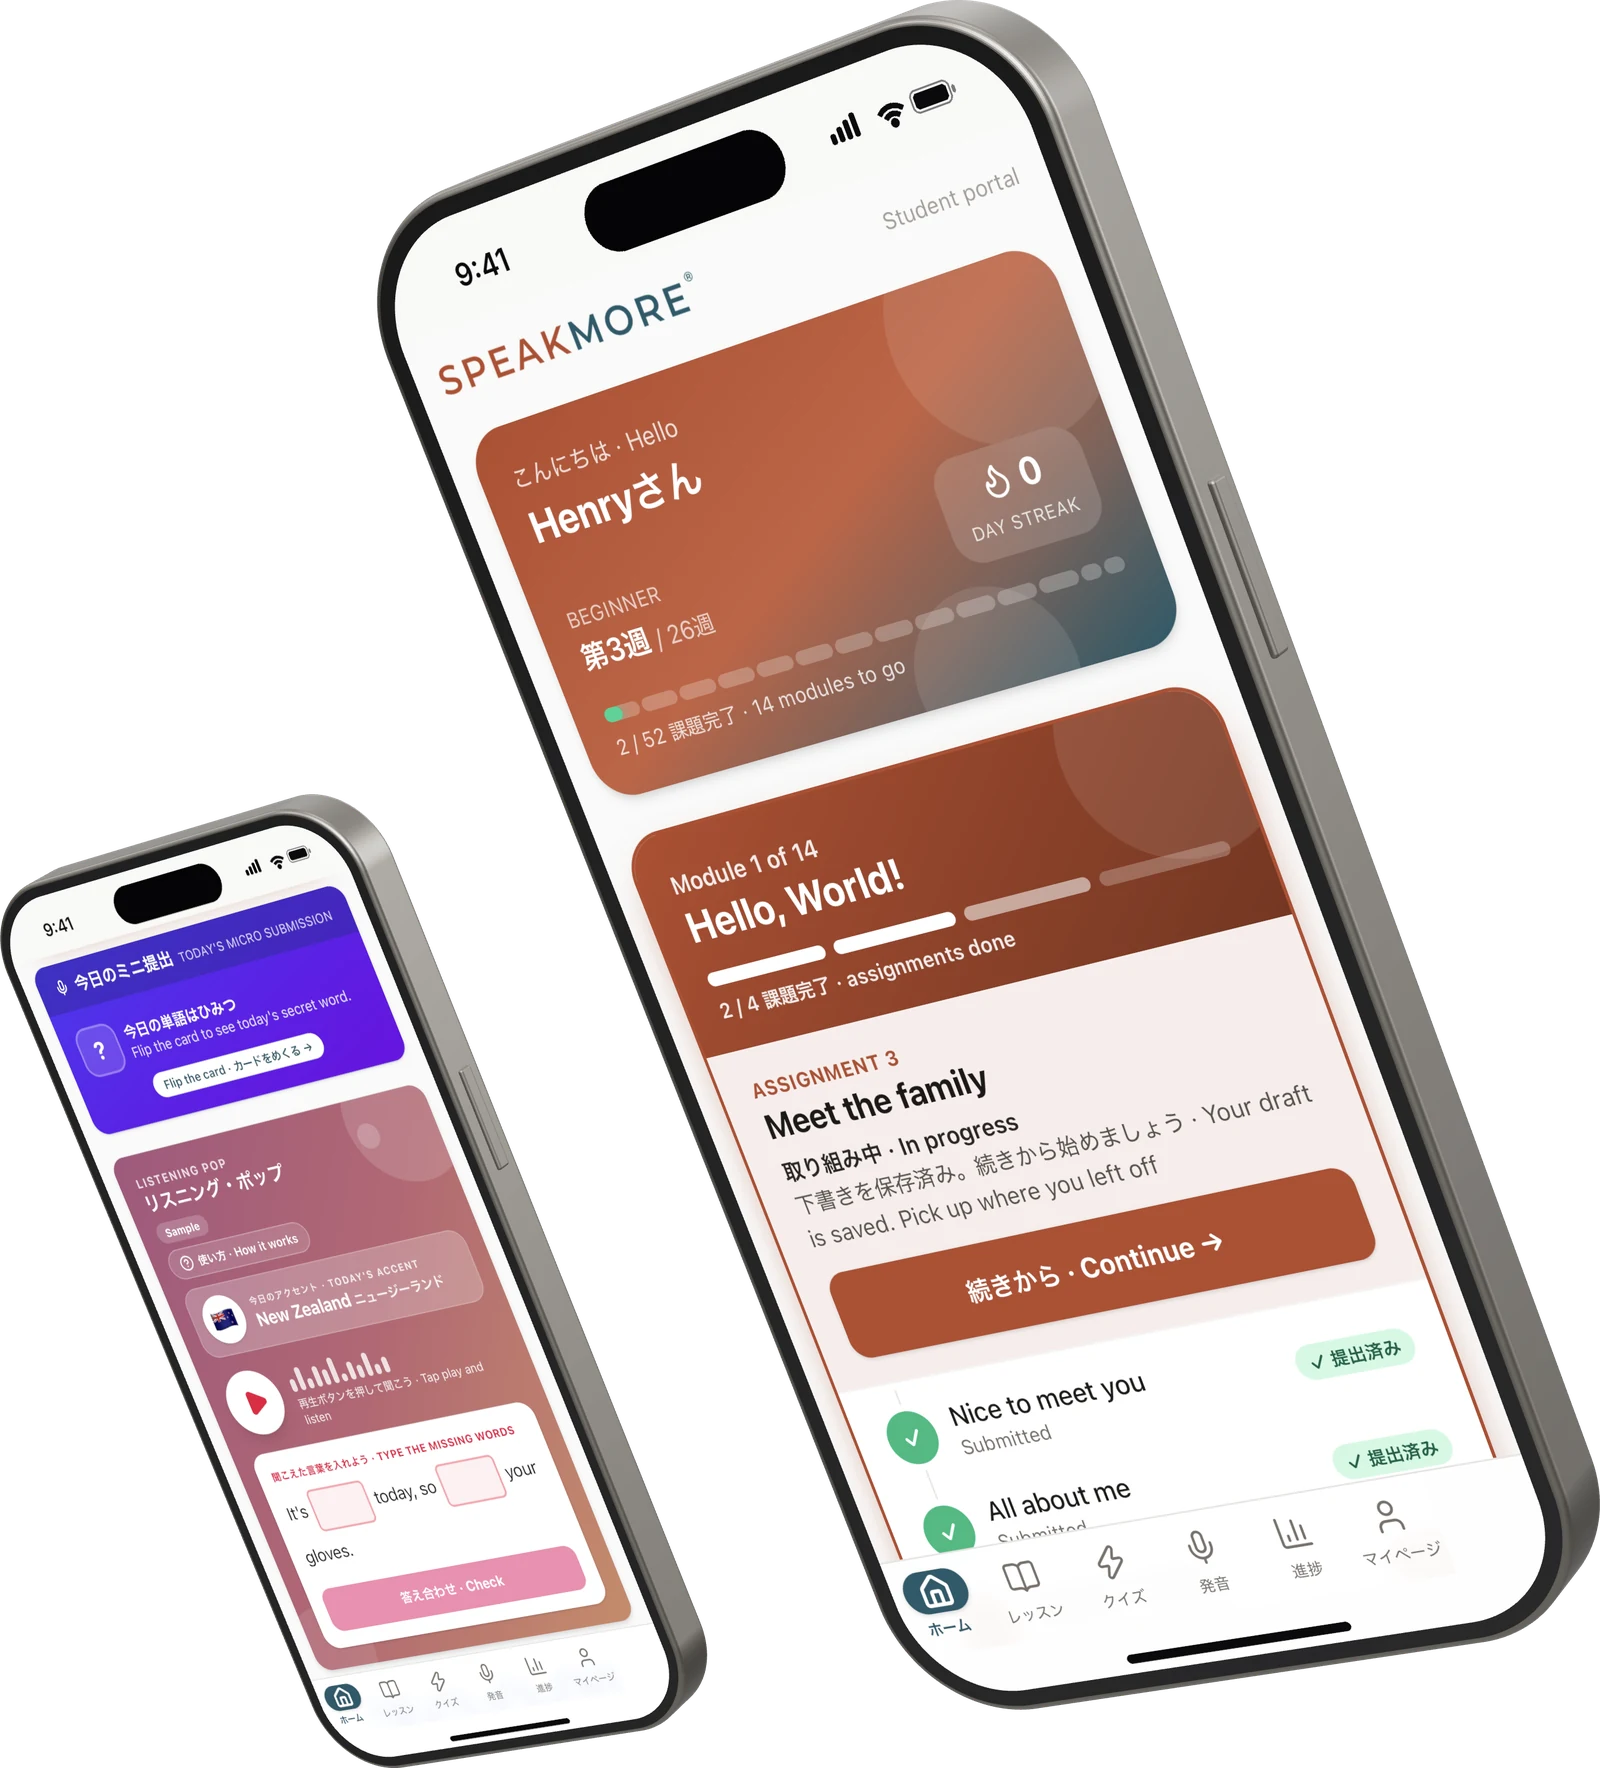 9:41
Student portal
SPEAKMORE®
こんにちは · Hello
Henryさん
0
DAY STREAK
BEGINNER
第3週 / 26週
2 / 52 課題完了 · 14 modules to go
Module 1 of 14
Hello, World!
2 / 4 課題完了 · assignments done
ASSIGNMENT 3
Meet the family
取り組み中 · In progress
下書きを保存済み。続きから始めましょう · Your draft
is saved. Pick up where you left off
続きから · Continue →
Nice to meet you
Submitted
✓ 提出済み
All about me
Submitted
✓ 提出済み
ホーム
レッスン
クイズ
発音
進捗
マイページ
9:41
今日のミニ提出 TODAY'S MICRO SUBMISSION
?
今日の単語はひみつ
Flip the card to see today's secret word.
Flip the card · カードをめくる →
LISTENING POP
リスニング・ポップ
Sample
? 使い方 · How it works
今日のアクセント · TODAY'S ACCENT
New Zealand ニュージーランド
再生ボタンを押して聞こう · Tap play and
listen
聞こえた言葉を入れよう · TYPE THE MISSING WORDS
It's today, so your
gloves.
答え合わせ · Check
ホーム
レッスン
クイズ
発音
進捗
マイページ